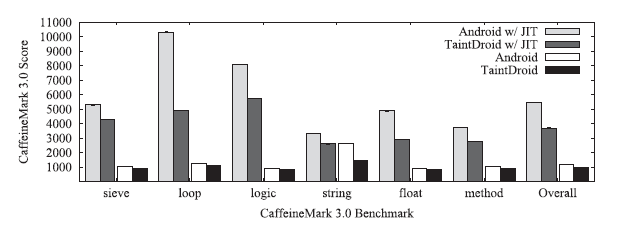 11000
10000
9000
8000
7000
6000
5000
4000
3000
2000
1000
CaffeineMark 3.0 Score
Android w/ JIT
TaintDroid w/ JIT
Android
TaintDroid
sieve loop logic string float method Overall
CaffeineMark 3.0 Benchmark